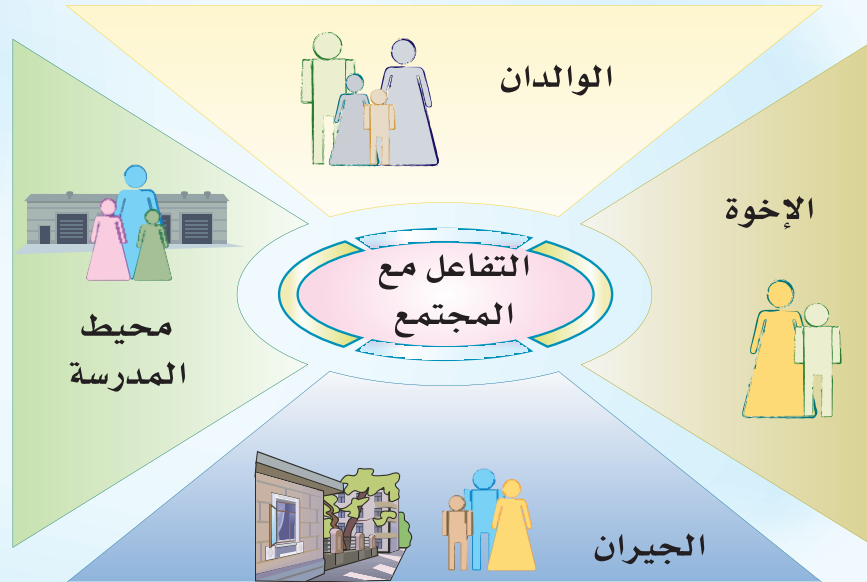 الوالدان
الإخوة
التفاعل مع
المجتمع
محيط
المدرسة
الجيران